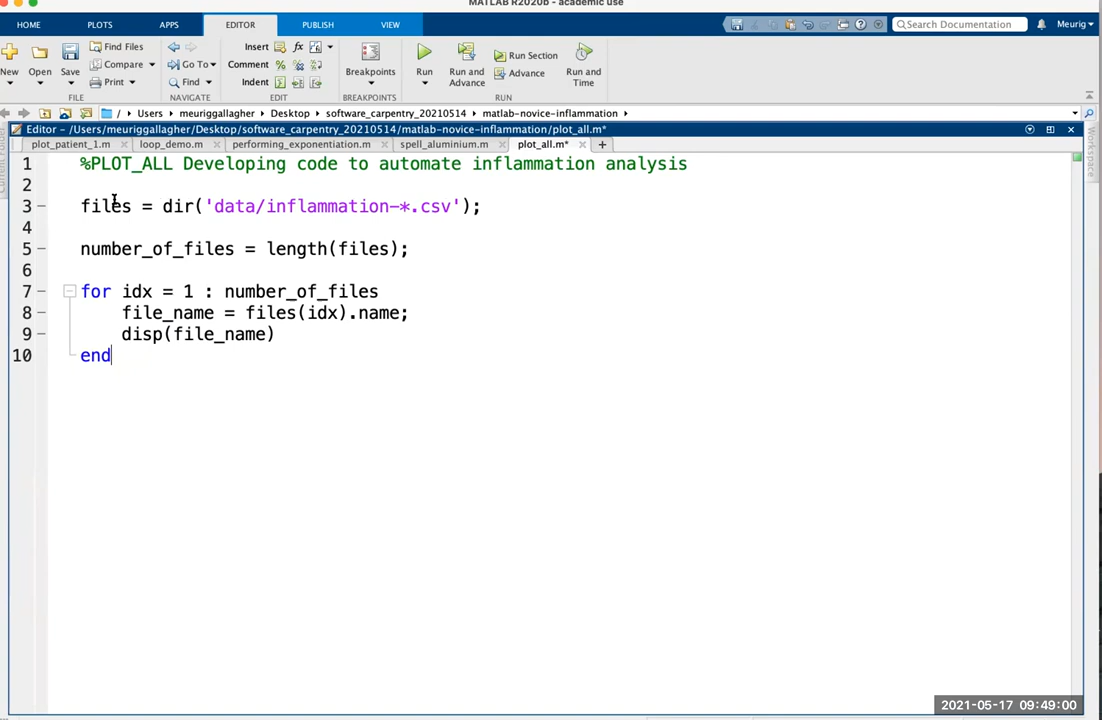 MATLAB R2020b - academic use
HOME PLOTS APPS EDITOR PUBLISH VIEW
Search Documentation Meurig
New Open Save Find Files Compare Print
Go To Find
Insert fx
Comment %
Indent
Breakpoints
Run Run and Advance Run Section Advance Run and Time
FILE NAVIGATE EDIT BREAKPOINTS RUN
/ Users meuriggallagher Desktop software_carpentry_20210514 matlab-novice-inflammation
Editor - /Users/meuriggallagher/Desktop/software_carpentry_20210514/matlab-novice-inflammation/plot_all.m*
plot_patient_1.m loop_demo.m performing_exponentiation.m spell_aluminium.m plot_all.m*
1 %PLOT_ALL Developing code to automate inflammation analysis
2
3 files = dir('data/inflammation-*.csv');
4
5 number_of_files = length(files);
6
7 for idx = 1 : number_of_files
8 file_name = files(idx).name;
9 disp(file_name)
10 end
Workspace
2021-05-17 09:49:00